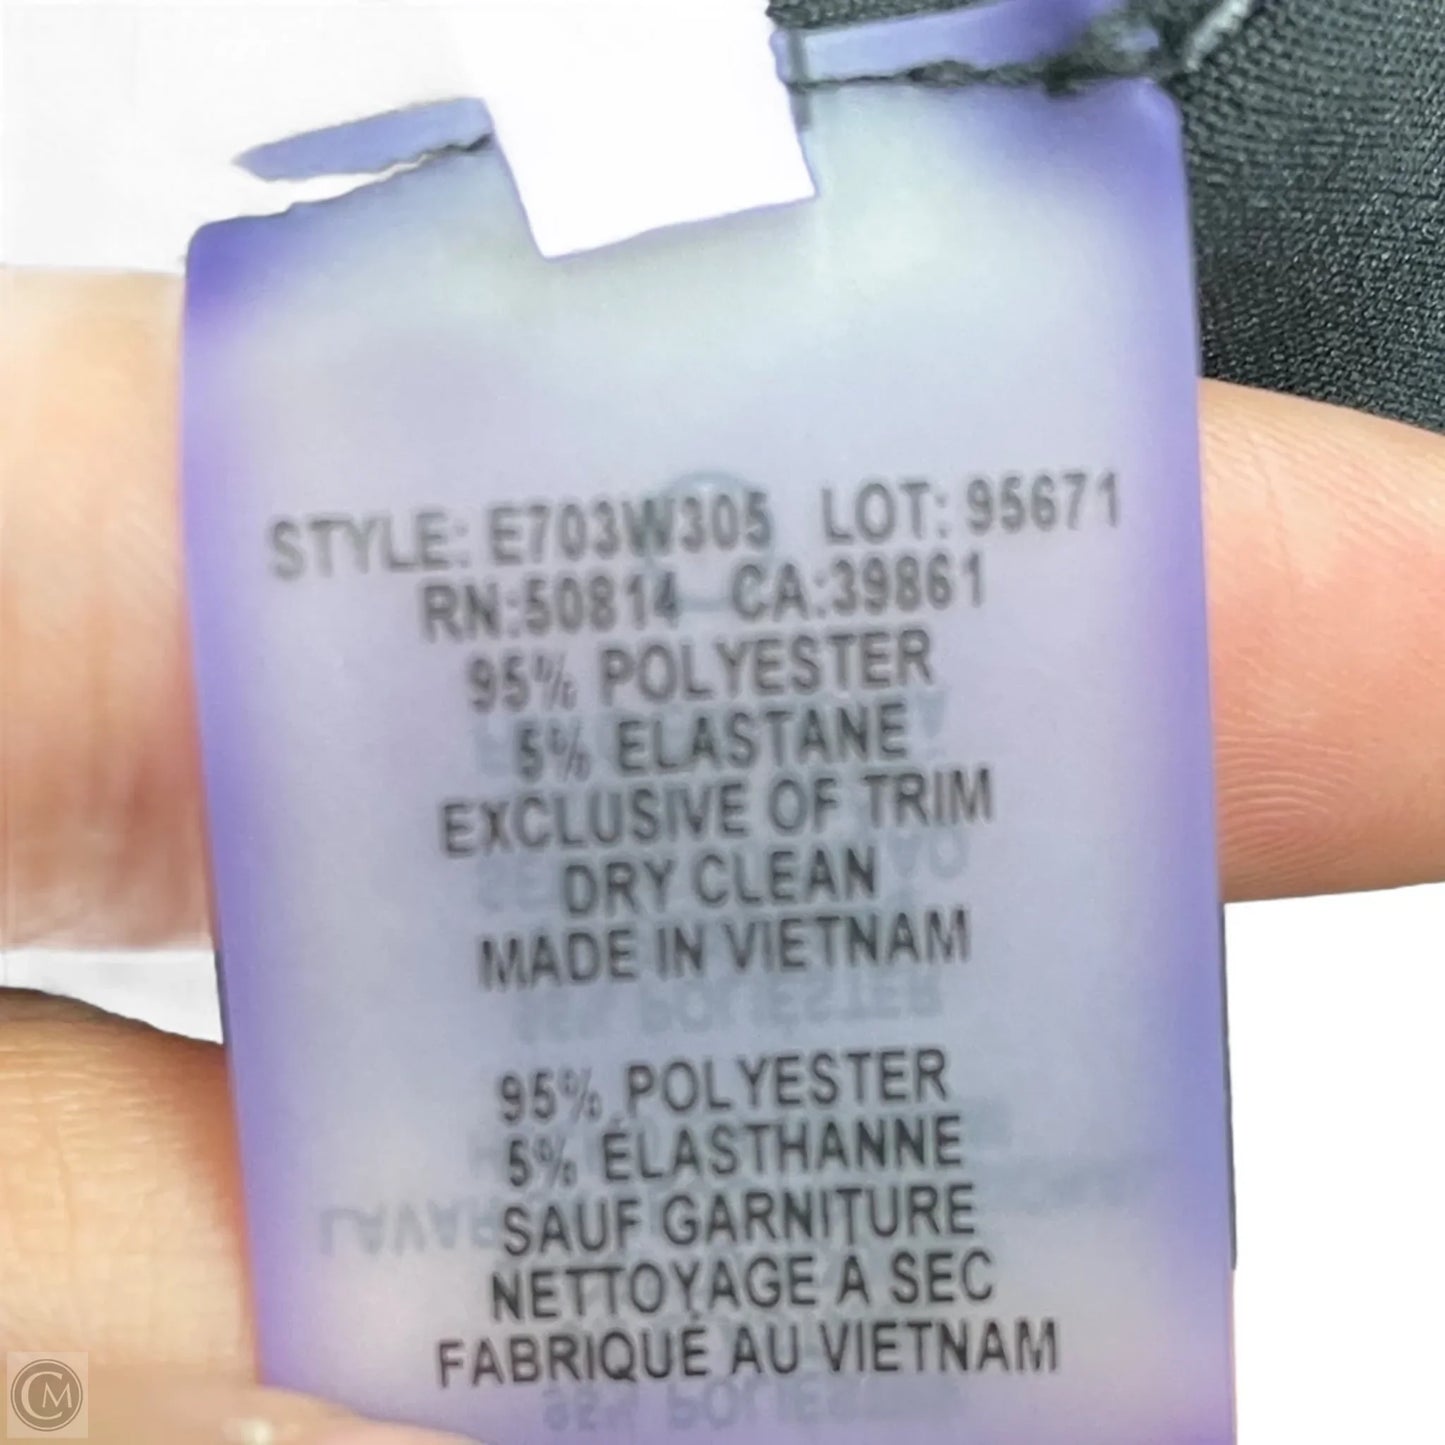 STYLE: E703W305 LOT: 95671
RN:50814 CA:39861
95% POLYESTER
5% ELASTANE
EXCLUSIVE OF TRIM
DRY CLEAN
MADE IN VIETNAM
95% POLYESTER
5% ÉLASTHANNE
SAUF GARNITURE
NETTOYAGE À SEC
FABRIQUÉ AU VIETNAM
CM